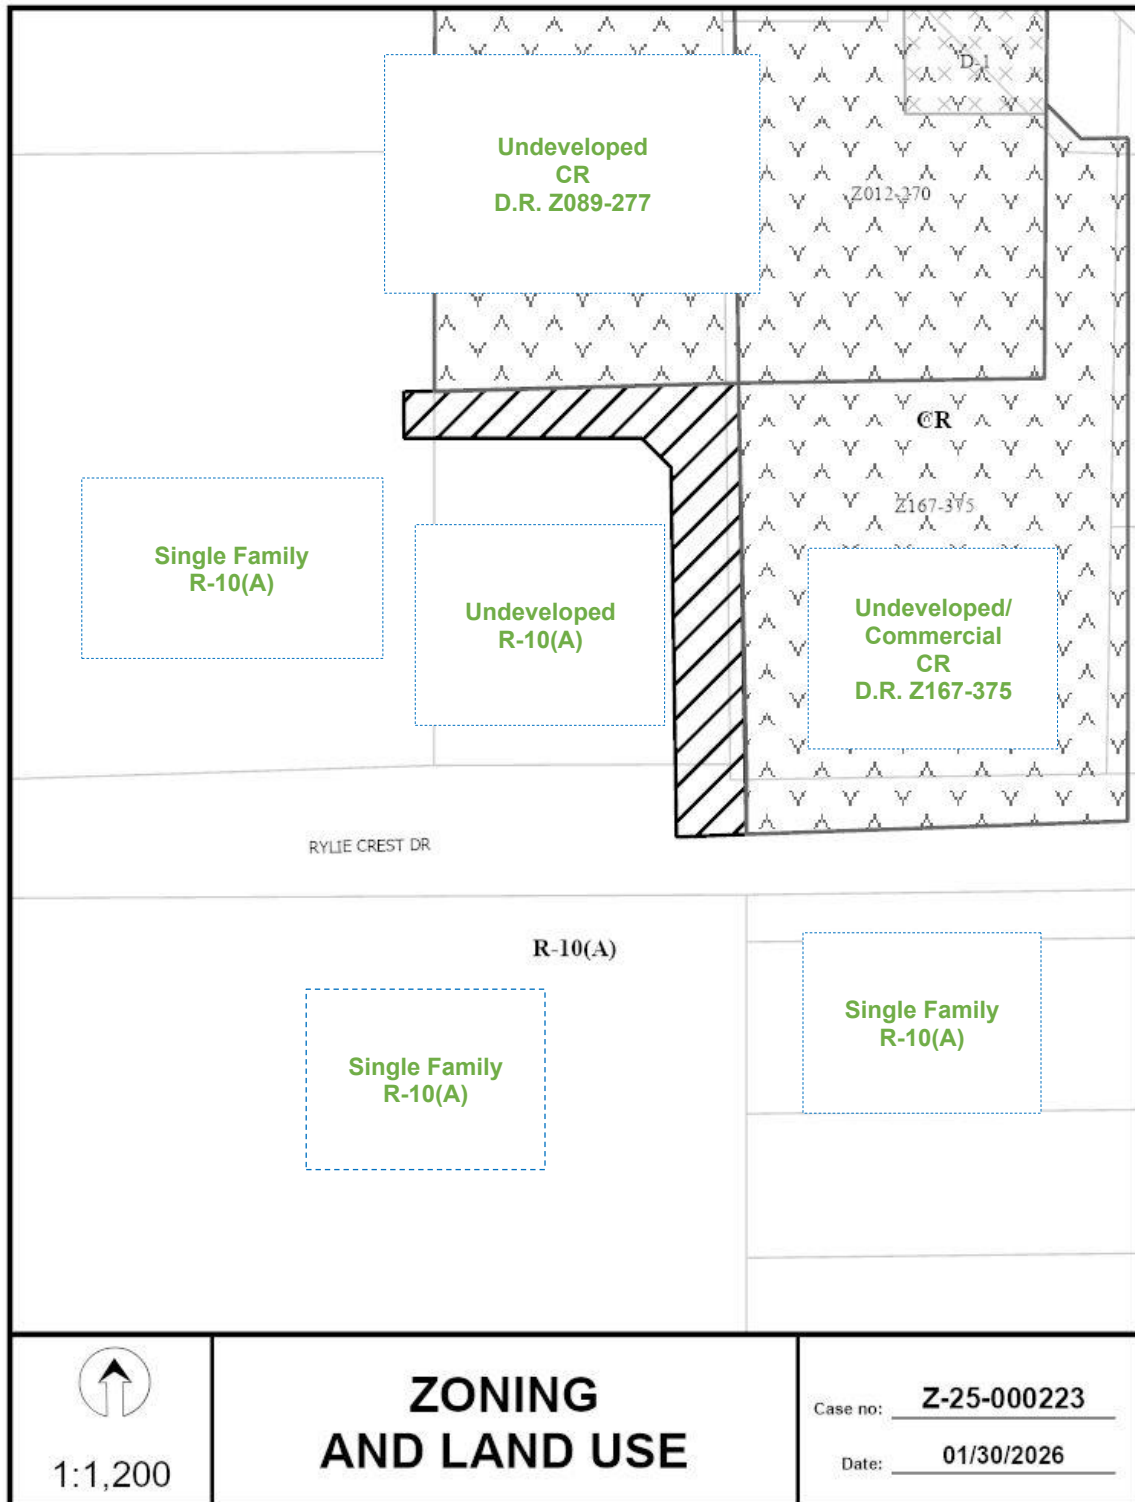 D-1
Undeveloped
CR
D.R. Z089-277
Z012-270
CR
Z167-375
Single Family
R-10(A)
Undeveloped
R-10(A)
Undeveloped/
Commercial
CR
D.R. Z167-375
RYLIE CREST DR
R-10(A)
Single Family
R-10(A)
Single Family
R-10(A)
1:1,200
ZONING
AND LAND USE
Case no: Z-25-000223
Date: 01/30/2026